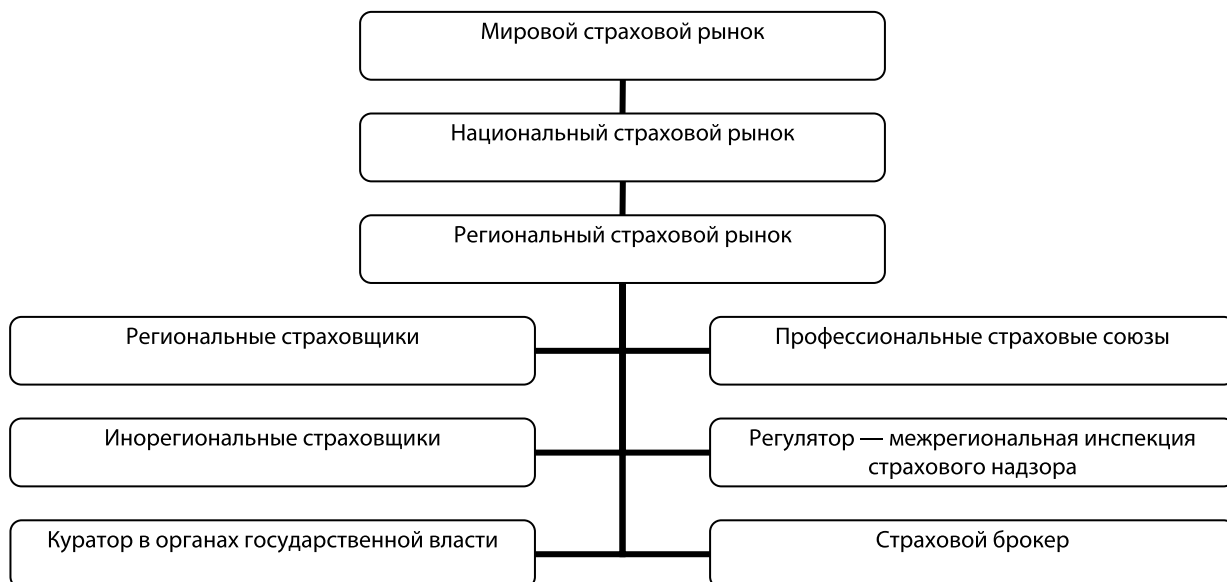 Мировой страховой рынок
Национальный страховой рынок
Региональный страховой рынок
Региональные страховщики
Профессиональные страховые союзы
Инорегиональные страховщики
Регулятор — межрегиональная инспекция
страхового надзора
Куратор в органах государственной власти
Страховой брокер